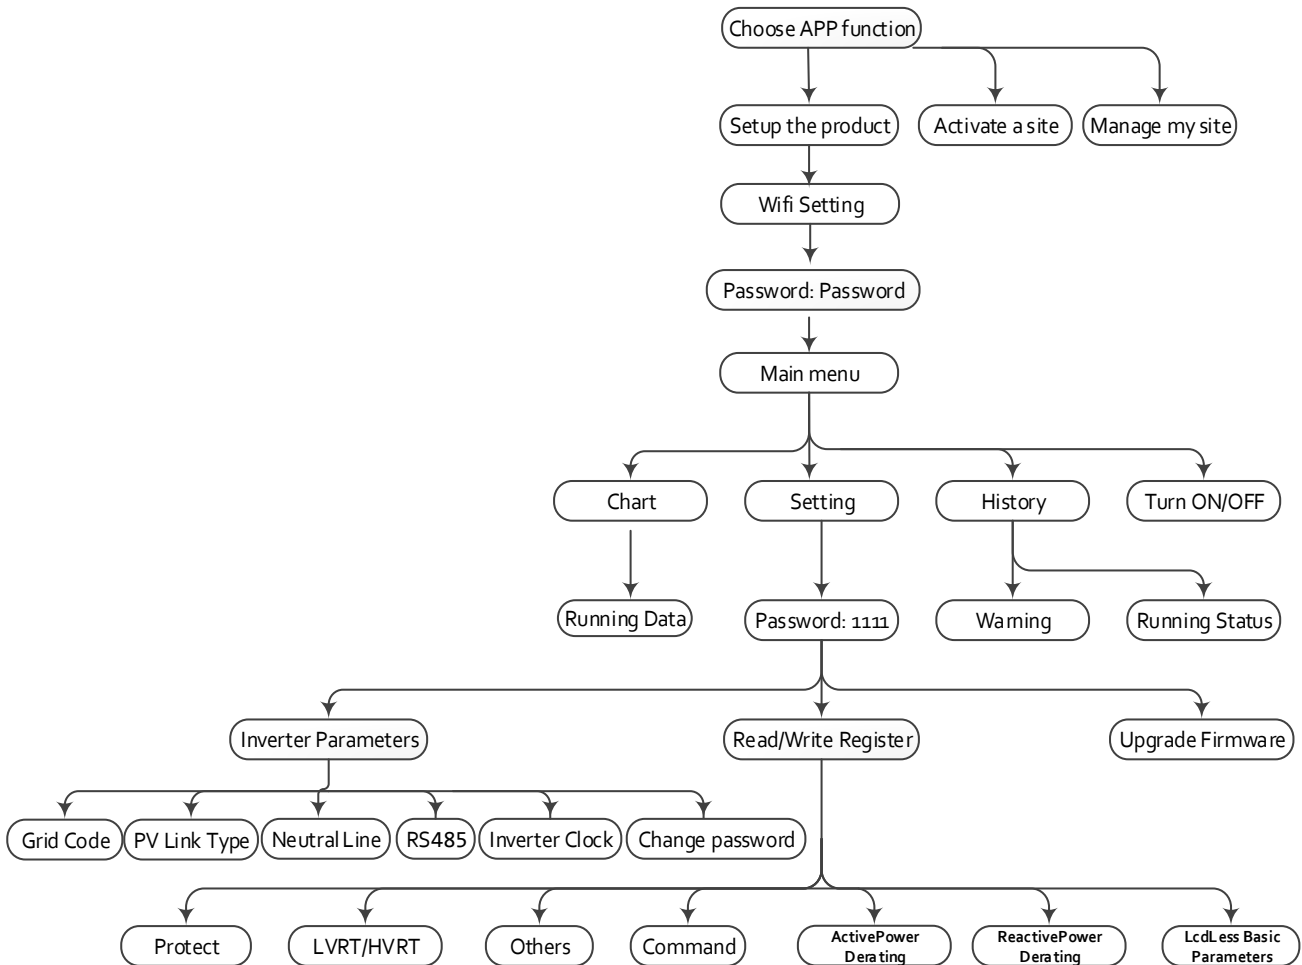 Choose APP function
Setup the product
Activate a site
Manage my site
Wifi Setting
Password: Password
Main menu
Chart
Setting
History
Turn ON/OFF
Running Data
Password: 1111
Warning
Running Status
Inverter Parameters
Read/Write Register
Upgrade Firmware
Grid Code
PV Link Type
Neutral Line
RS485
Inverter Clock
Change password
Protect
LVRT/HVRT
Others
Command
ActivePower
Derating
ReactivePower
Derating
LcdLess Basic
Parameters